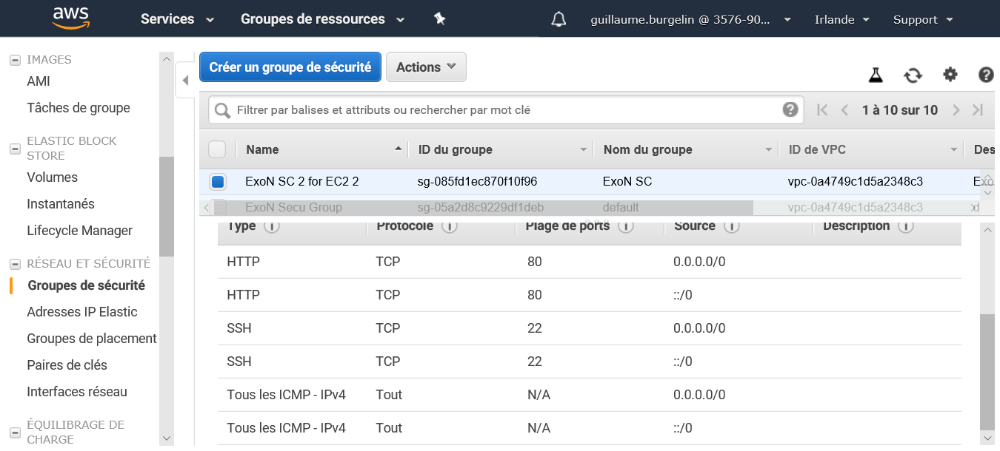 aws Services Groupes de ressources guillaume.burgelin @ 3576-90... Irlande Support
IMAGES
AMI
Tâches de groupe
ELASTIC BLOCK
STORE
Volumes
Instantanés
Lifecycle Manager
RÉSEAU ET SÉCURITÉ
Groupes de sécurité
Adresses IP Elastic
Groupes de placement
Paires de clés
Interfaces réseau
ÉQUILIBRAGE DE
CHARGE
Créer un groupe de sécurité Actions
Filtrer par balises et attributs ou rechercher par mot clé ? 1 à 10 sur 10
Name ID du groupe Nom du groupe ID de VPC Des
ExoN SC 2 for EC2 2 sg-085fd1ec870f10f96 ExoN SC vpc-0a4749c1d5a2348c3 Exo
ExoN Secu Group sg-05a2d8c9229df1deb default vpc-0a4749c1d5a2348c3 d
Type Protocole Plage de ports Source Description
HTTP TCP 80 0.0.0.0/0
HTTP TCP 80 ::/0
SSH TCP 22 0.0.0.0/0
SSH TCP 22 ::/0
Tous les ICMP - IPv4 Tout N/A 0.0.0.0/0
Tous les ICMP - IPv4 Tout N/A ::/0